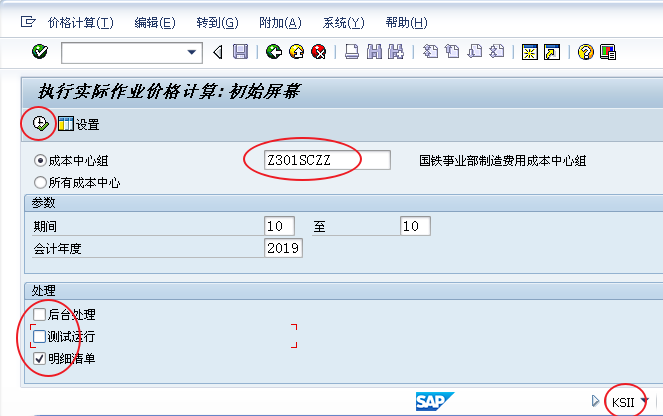 价格计算(T) 编辑(E) 转到(G) 附加(A) 系统(Y) 帮助(H)
执行实际作业价格计算:初始屏幕
设置
成本中心组 Z301SCZZ 国铁事业部制造费用成本中心组
所有成本中心
参数
期间 10 至 10
会计年度 2019
处理
后台处理
测试运行
明细清单
SAP KSII